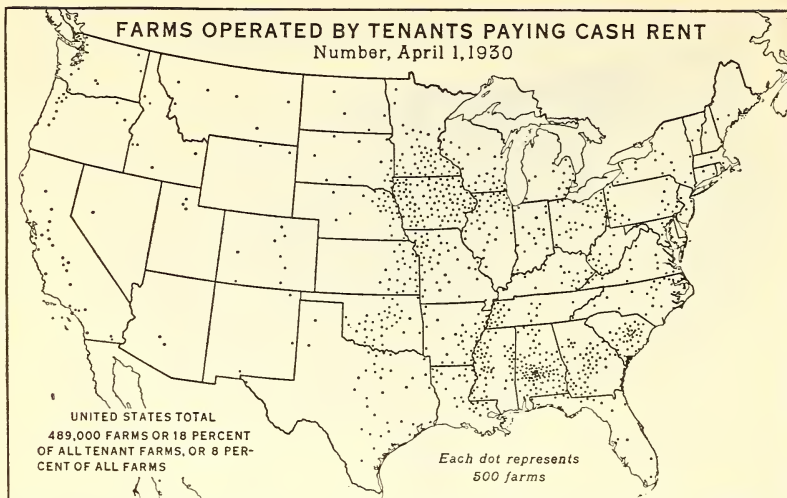 FARMS OPERATED BY TENANTS PAYING CASH RENT
Number, April 1, 1930
UNITED STATES TOTAL
489,000 FARMS OR 18 PERCENT
OF ALL TENANT FARMS, OR 8 PER-
CENT OF ALL FARMS
Each dot represents
500 farms